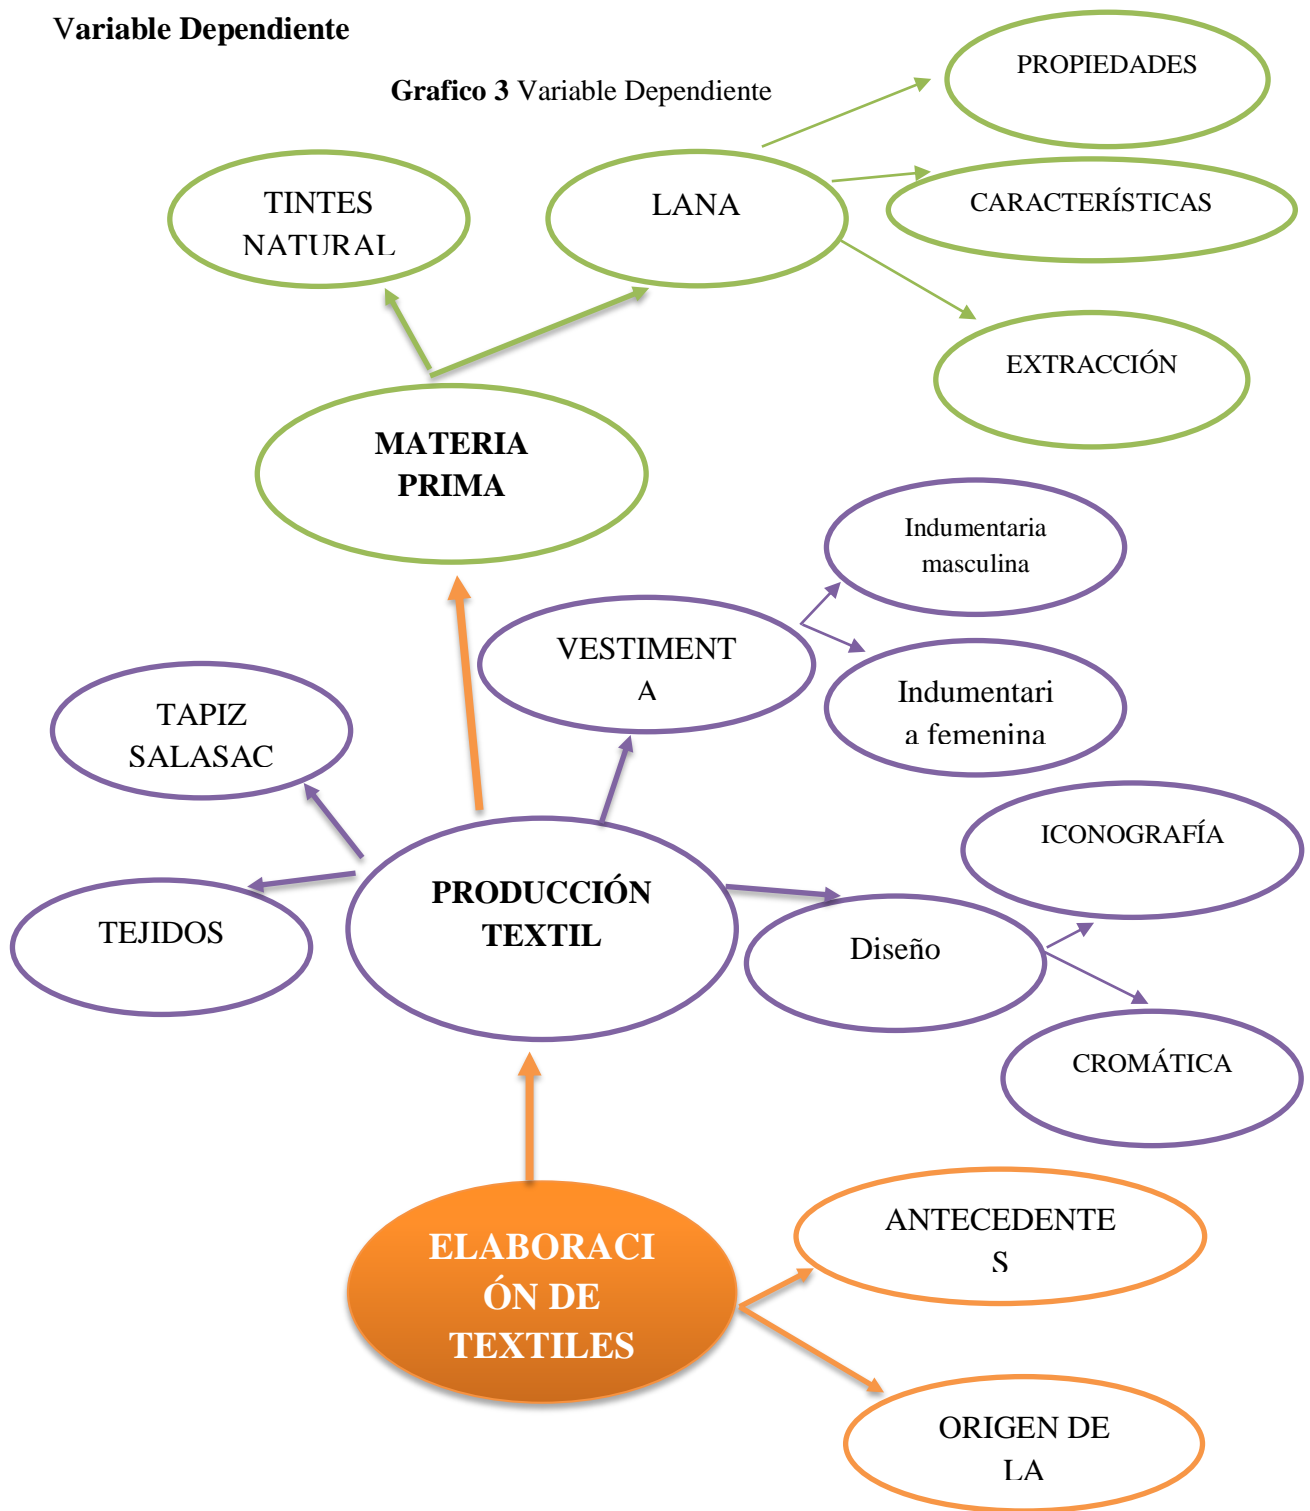 Variable Dependiente
Grafico 3 Variable Dependiente
PROPIEDADES
TINTES
NATURAL
LANA
CARACTERÍSTICAS
EXTRACCIÓN
MATERIA
PRIMA
Indumentaria
masculina
VESTIMENT
A
Indumentari
a femenina
TAPIZ
SALASAC
ICONOGRAFÍA
PRODUCCIÓN
TEXTIL
TEJIDOS
Diseño
CROMÁTICA
ELABORACI
ÓN DE
TEXTILES
ANTECEDENTE
S
ORIGEN DE
LA